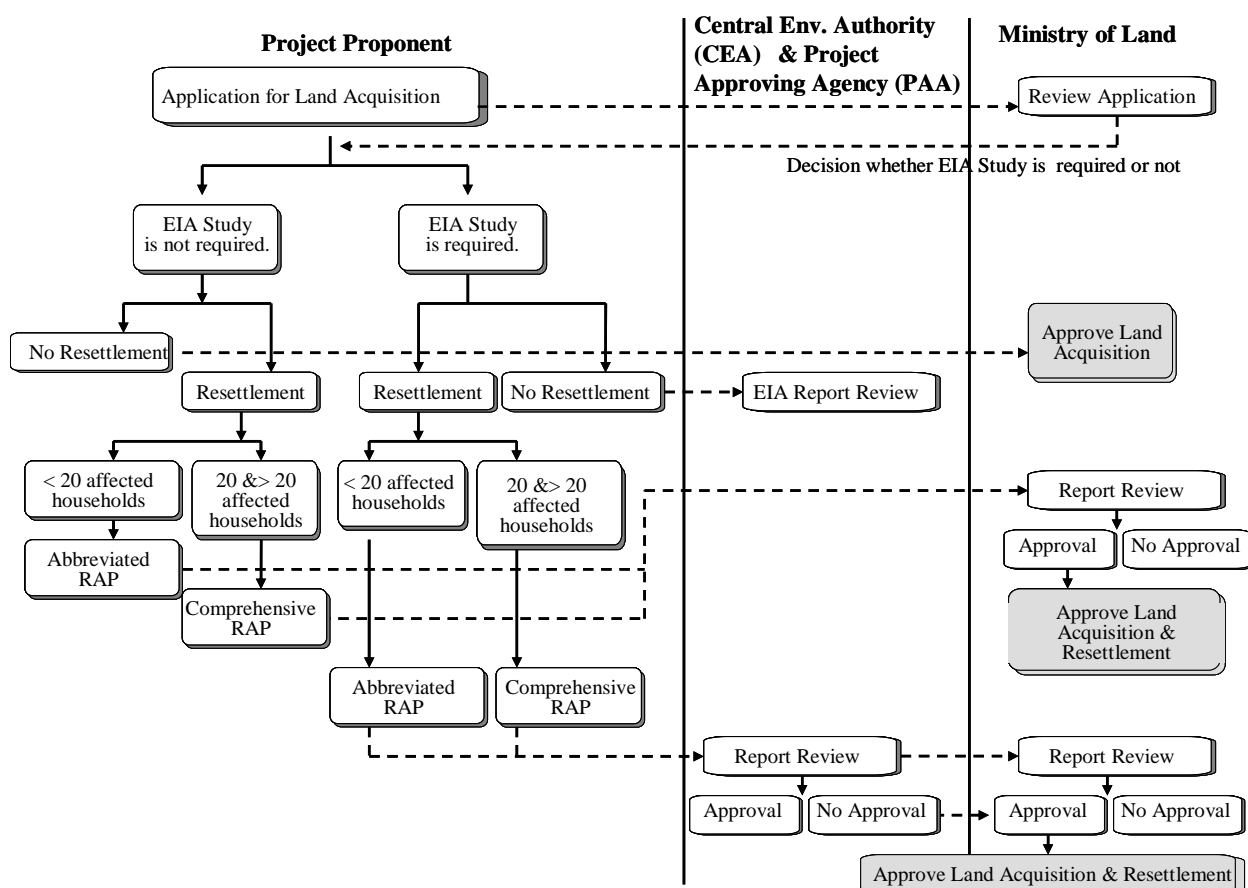 Project Proponent
Central Env. Authority
(CEA) & Project
Approving Agency (PAA)
Ministry of Land
Application for Land Acquisition
Review Application
Decision whether EIA Study is required or not
EIA Study
is not required.
EIA Study
is required.
No Resettlement
Approve Land
Acquisition
Resettlement
Resettlement
No Resettlement
EIA Report Review
< 20 affected
households
20 &> 20
affected
households
< 20 affected
households
20 &> 20
affected
households
Report Review
Approval
No Approval
Abbreviated
RAP
Comprehensive
RAP
Approve Land
Acquisition &
Resettlement
Abbreviated
RAP
Comprehensive
RAP
Report Review
Report Review
Approval
No Approval
Approval
No Approval
Approve Land Acquisition & Resettlement